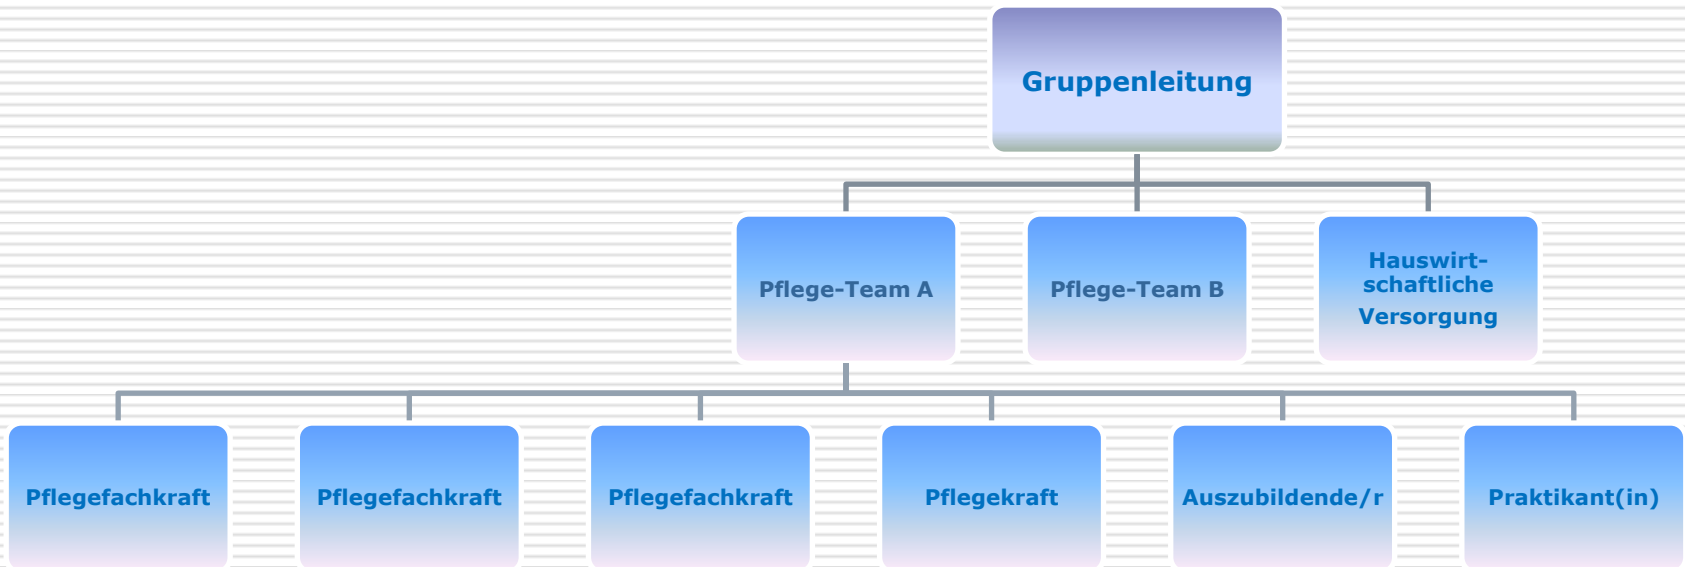 Gruppenleitung
Pflege-Team A
Pflege-Team B
Hauswirt-
schaftliche
Versorgung
Pflegefachkraft
Pflegefachkraft
Pflegefachkraft
Pflegekraft
Auszubildende/r
Praktikant(in)